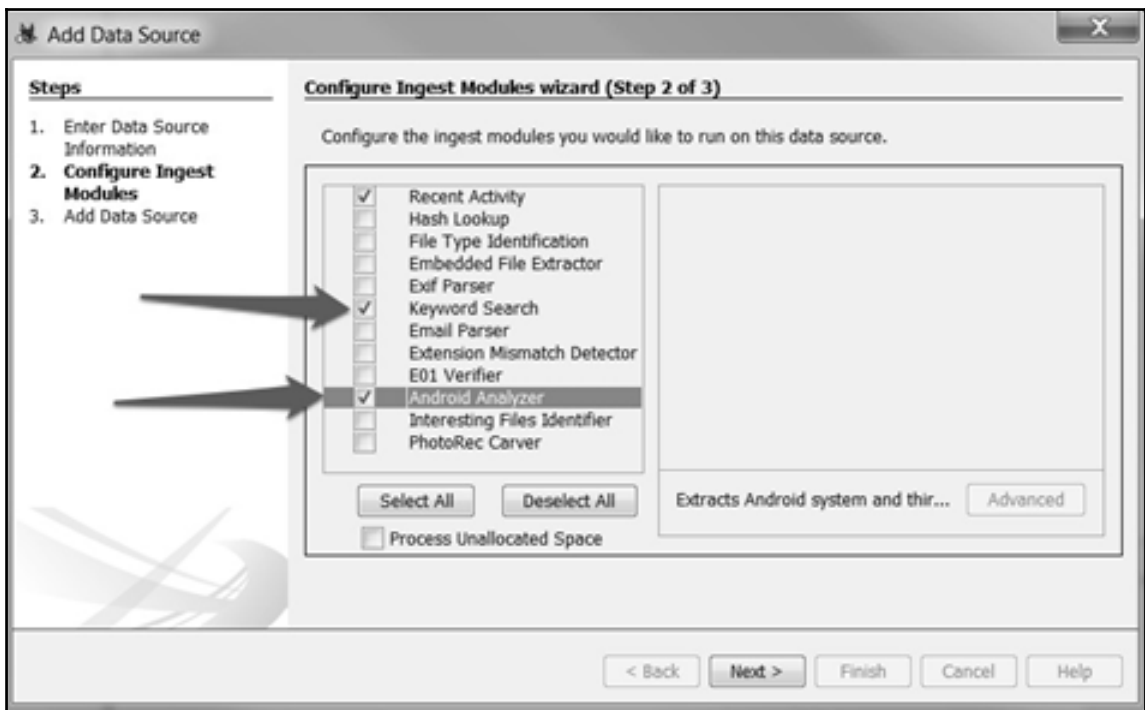 Add Data Source
X
Steps
1. Enter Data Source
Information
2. Configure Ingest
Modules
3. Add Data Source
Configure Ingest Modules wizard (Step 2 of 3)
Configure the ingest modules you would like to run on this data source.
Recent Activity
Hash Lookup
File Type Identification
Embedded File Extractor
Exif Parser
Keyword Search
Email Parser
Extension Mismatch Detector
E01 Verifier
Android Analyzer
Interesting Files Identifier
PhotoRec Carver
Select All
Deselect All
Process Unallocated Space
Extracts Android system and thir...
Advanced
< Back
Next >
Finish
Cancel
Help